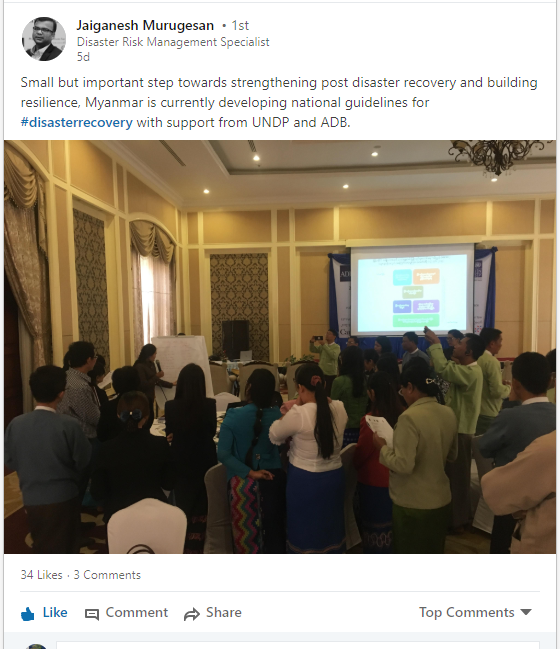 Jaiganesh Murugesan • 1st
Disaster Risk Management Specialist
5d
Small but important step towards strengthening post disaster recovery and building
resilience, Myanmar is currently developing national guidelines for
#disasterrecovery with support from UNDP and ADB.
34 Likes · 3 Comments
Like Comment Share Top Comments